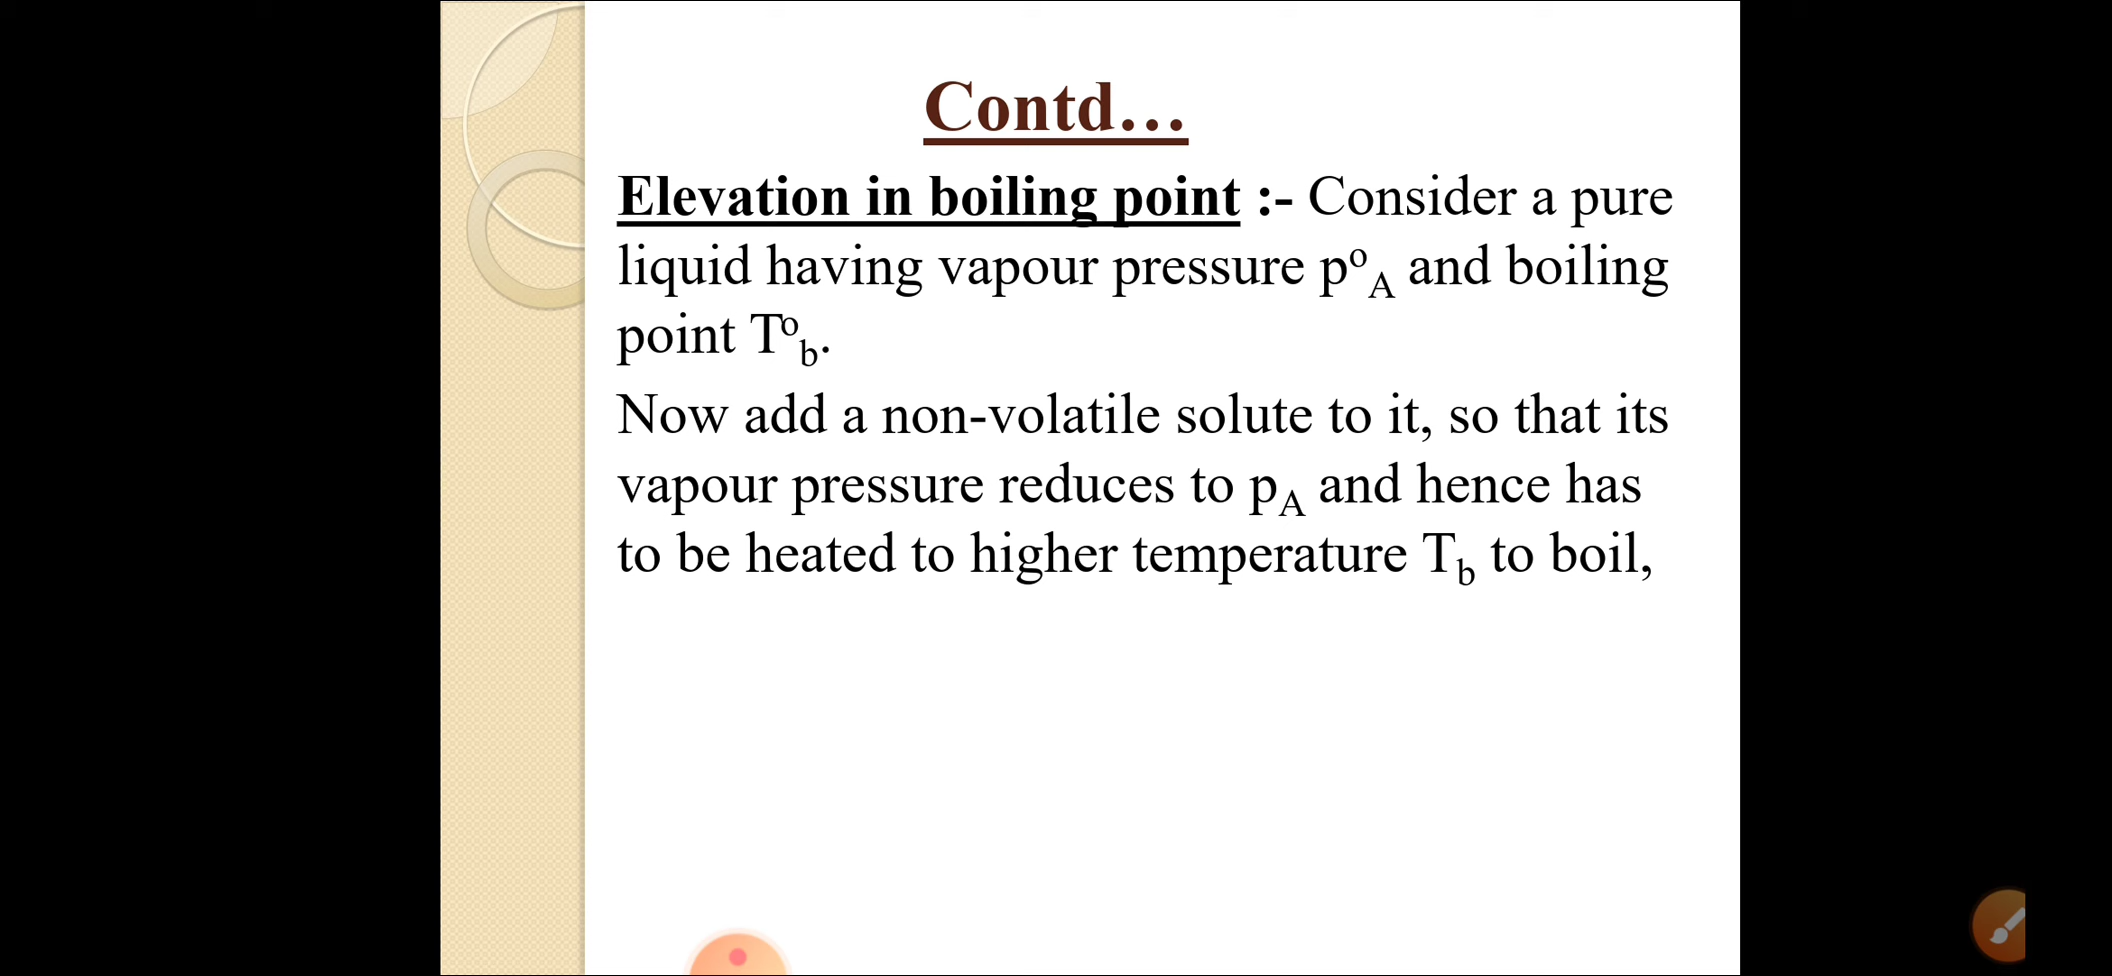 Contd…
Elevation in boiling point :- Consider a pure
liquid having vapour pressure pᵒA and boiling
point Tᵒb.
Now add a non-volatile solute to it, so that its
vapour pressure reduces to pA and hence has
to be heated to higher temperature Tb to boil,